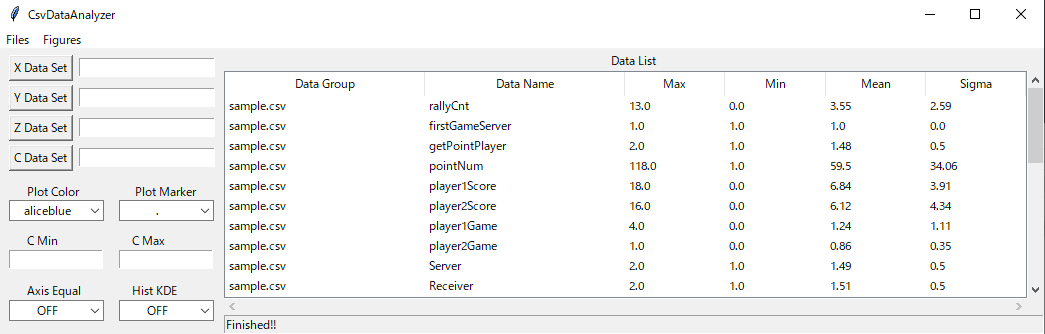 CsvDataAnalyzer
Files Figures
X Data Set
Y Data Set
Z Data Set
C Data Set
Plot Color Plot Marker
aliceblue .
C Min C Max
Axis Equal Hist KDE
OFF OFF
Data List
Data Group Data Name Max Min Mean Sigma
sample.csv rallyCnt 13.0 0.0 3.55 2.59
sample.csv firstGameServer 1.0 1.0 1.0 0.0
sample.csv getPointPlayer 2.0 1.0 1.48 0.5
sample.csv pointNum 118.0 1.0 59.5 34.06
sample.csv player1Score 18.0 0.0 6.84 3.91
sample.csv player2Score 16.0 0.0 6.12 4.34
sample.csv player1Game 4.0 0.0 1.24 1.11
sample.csv player2Game 1.0 0.0 0.86 0.35
sample.csv Server 2.0 1.0 1.49 0.5
sample.csv Receiver 2.0 1.0 1.51 0.5
Finished!!